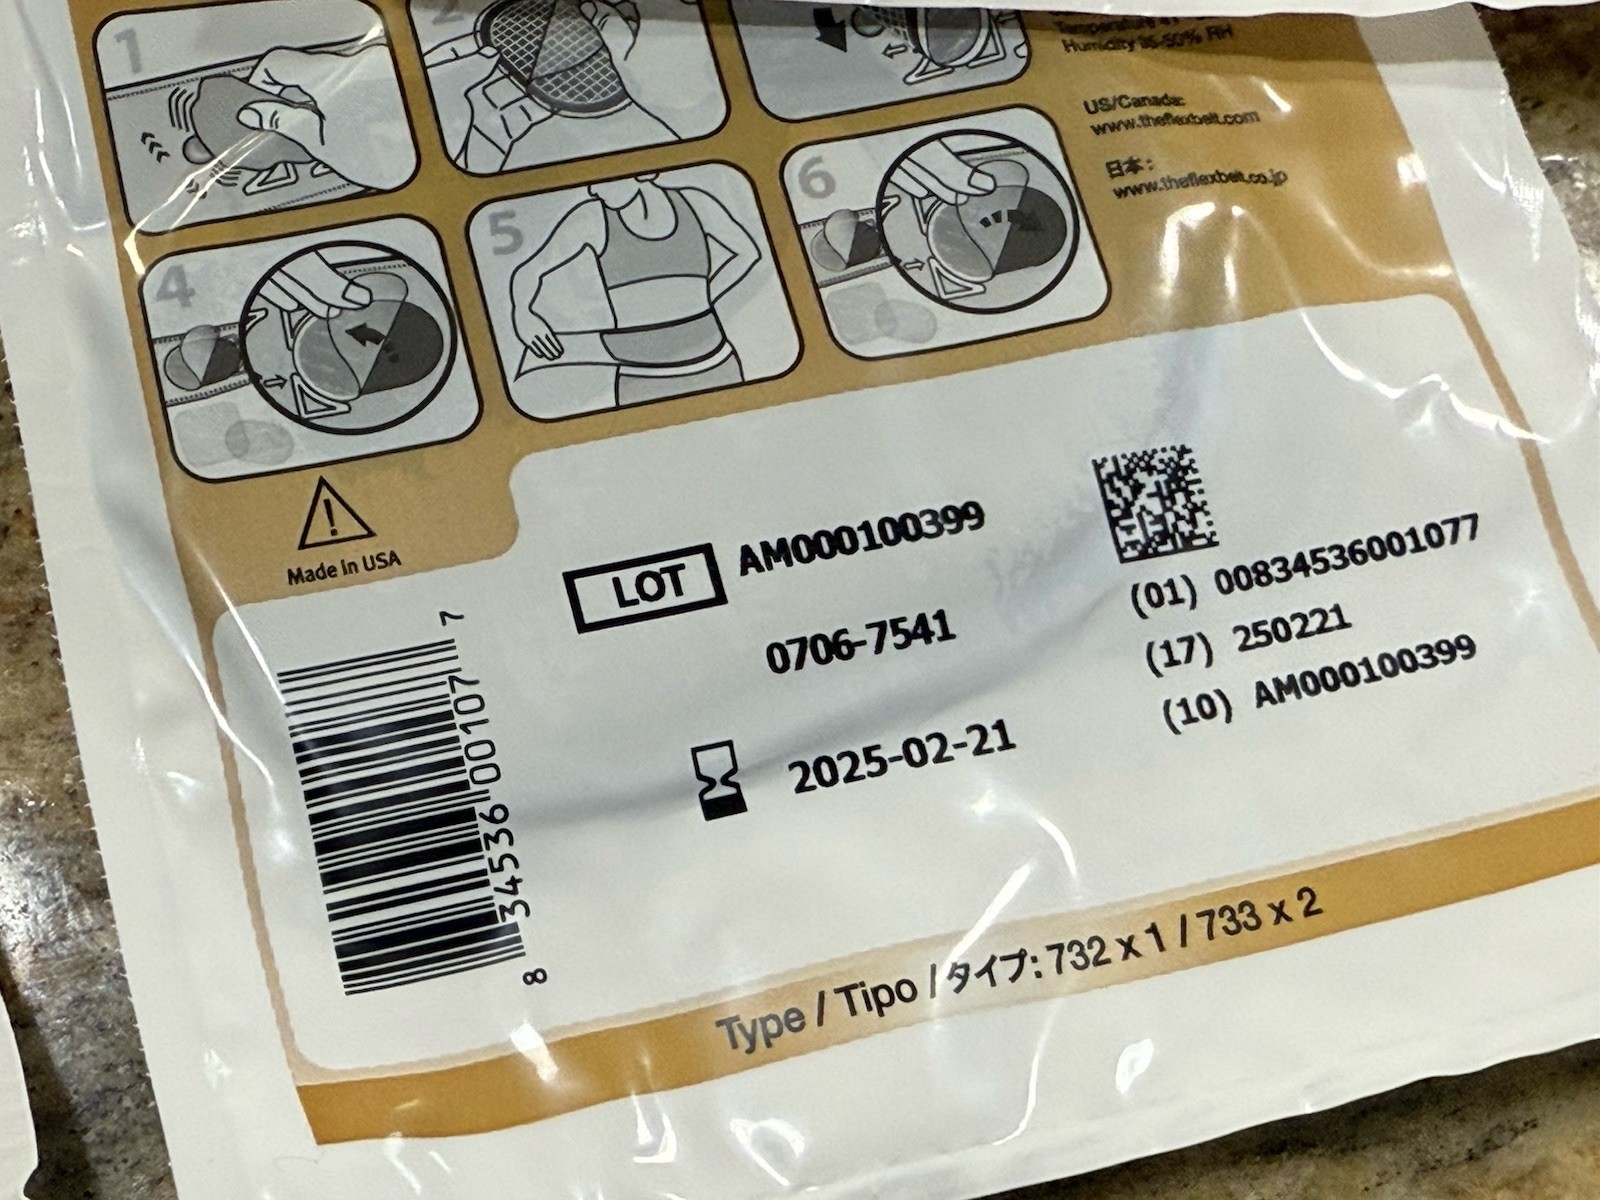 1
2
Humidity 35-50% RH
US/Canada:
www.theflexbelt.com
日本:
www.theflexbelt.co.jp
4
5
6
Made In USA
LOT AM000100399
0706-7541
2025-02-21
(01) 00834536001077
(17) 250221
(10) AM000100399
8 34536 00107 7
Type / Tipo / タイプ: 732 x 1 / 733 x 2